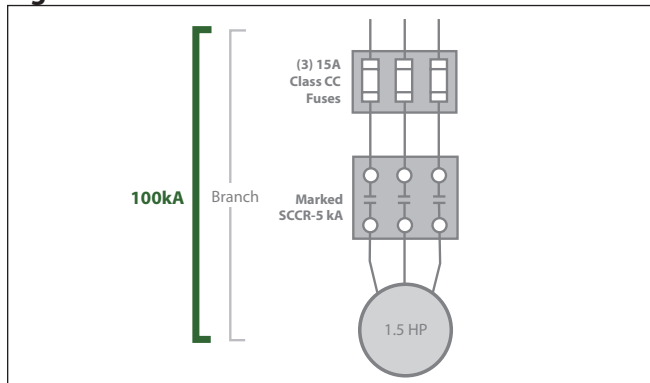 (3) 15A
Class CC
Fuses
100kA
Branch
Marked
SCCR-5 kA
1.5 HP